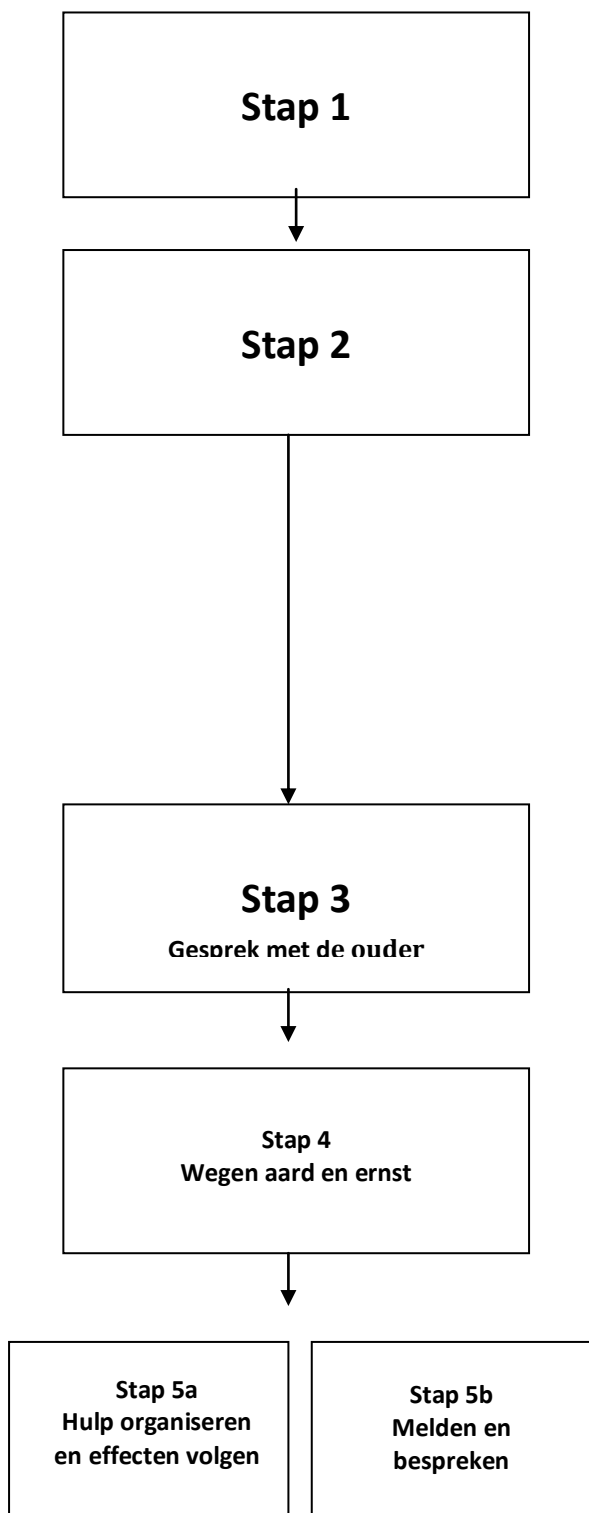 Stap 1
Stap 2
Stap 3
Gesprek met de ouder
Stap 4
Wegen aard en ernst
Stap 5a
Hulp organiseren
en effecten volgen
Stap 5b
Melden en
bespreken